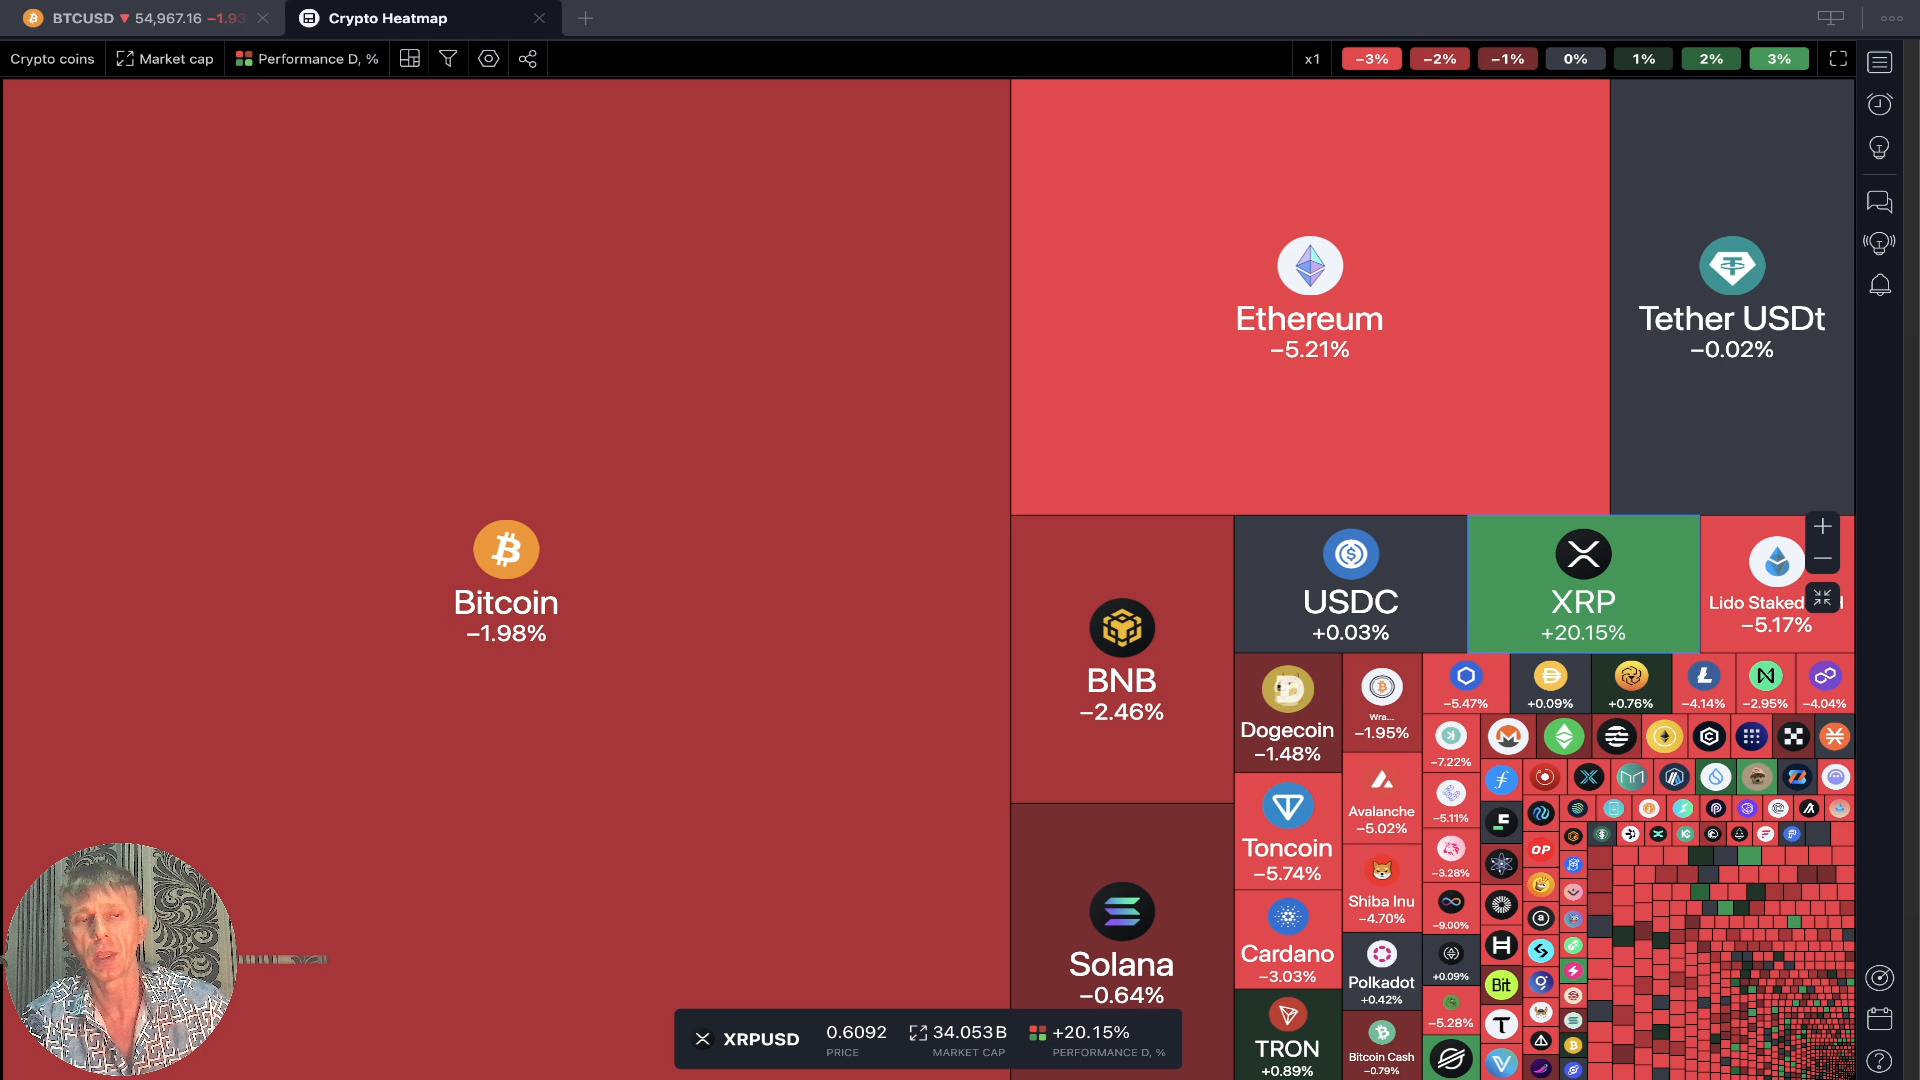 BTCUSD ▼ 54,967.16 −1.93
Crypto Heatmap
Crypto coins
Market cap
Performance D, %
x1
−3%
−2%
−1%
0%
1%
2%
3%
Bitcoin
−1.98%
Ethereum
−5.21%
Tether USDt
−0.02%
BNB
−2.46%
USDC
+0.03%
XRP
+20.15%
Lido Staked
−5.17%
Solana
−0.64%
Dogecoin
−1.48%
Wra...
−1.95%
−5.47%
+0.09%
+0.76%
−4.14%
−2.95%
−4.04%
−7.22%
Toncoin
−5.74%
Avalanche
−5.02%
−5.11%
Shiba Inu
−4.70%
−3.28%
OP
Cardano
−3.03%
−9.00%
Polkadot
+0.42%
+0.09%
Bit
−5.28%
TRON
+0.89%
Bitcoin Cash
−0.79%
XRPUSD
0.6092
PRICE
34.053B
MARKET CAP
+20.15%
PERFORMANCE D, %